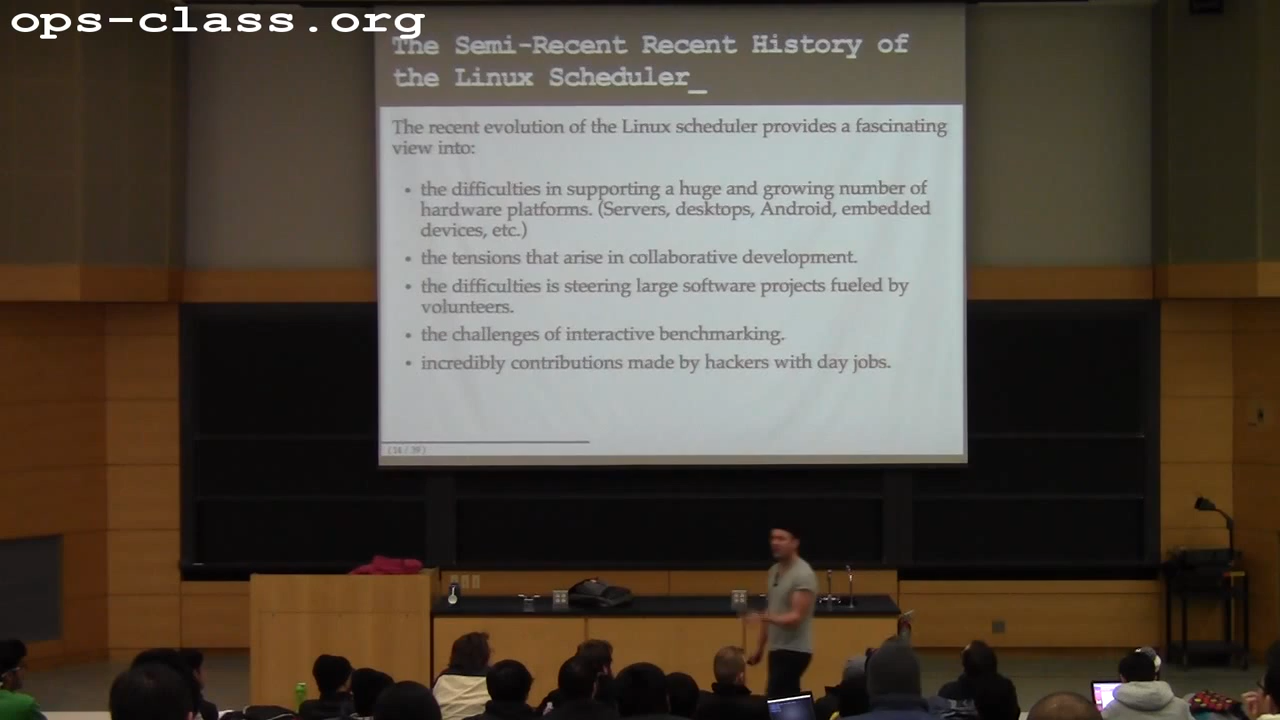 ops-class.org
The Semi-Recent Recent History of
the Linux Scheduler_
The recent evolution of the Linux scheduler provides a fascinating
view into:
• the difficulties in supporting a huge and growing number of
hardware platforms. (Servers, desktops, Android, embedded
devices, etc.)
• the tensions that arise in collaborative development.
• the difficulties is steering large software projects fueled by
volunteers.
• the challenges of interactive benchmarking.
• incredibly contributions made by hackers with day jobs.